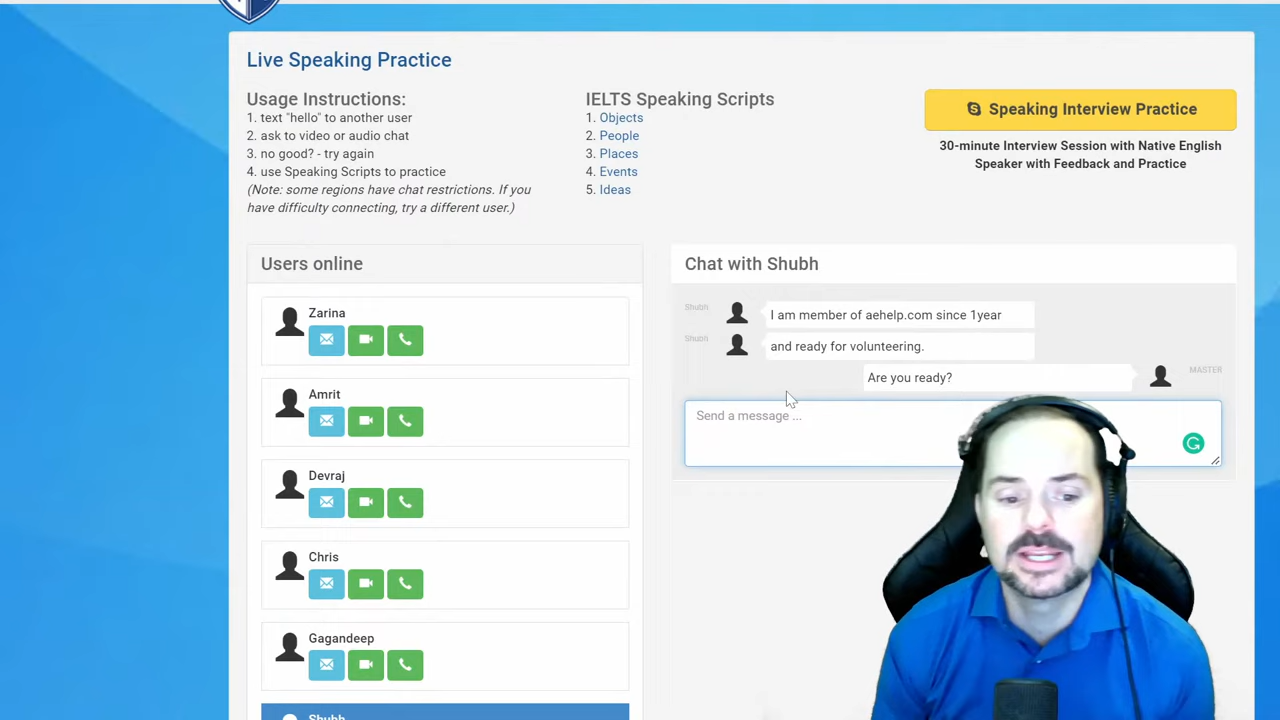 Live Speaking Practice
Usage Instructions:
1. text "hello" to another user
2. ask to video or audio chat
3. no good? - try again
4. use Speaking Scripts to practice
(Note: some regions have chat restrictions. If you
have difficulty connecting, try a different user.)
IELTS Speaking Scripts
1. Objects
2. People
3. Places
4. Events
5. Ideas
Speaking Interview Practice
30-minute Interview Session with Native English
Speaker with Feedback and Practice
Users online
Zarina
Amrit
Devraj
Chris
Gagandeep
Shubh
Chat with Shubh
Shubh
I am member of aehelp.com since 1year
Shubh
and ready for volunteering.
Are you ready?
MASTER
Send a message ...